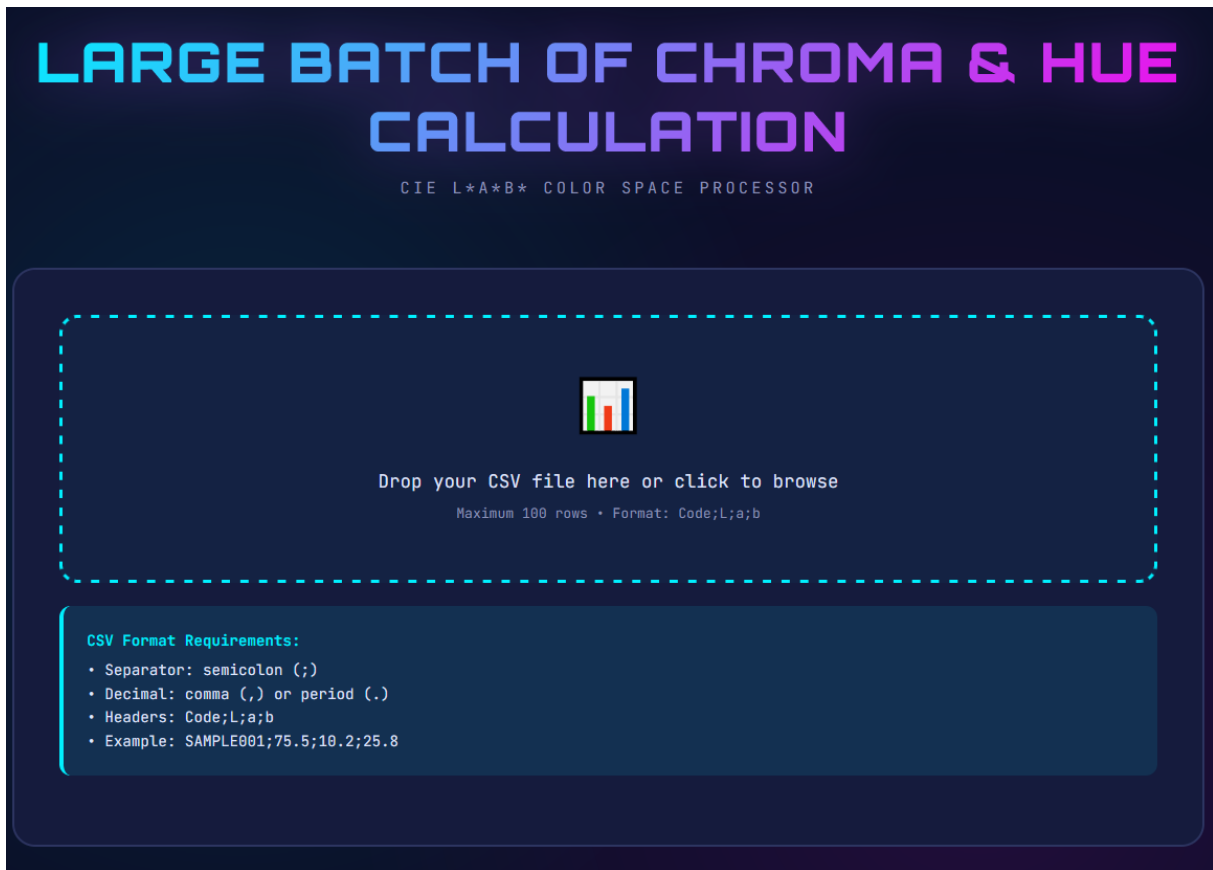 LARGE BATCH OF CHROMA & HUE
CALCULATION
CIE L*A*B* COLOR SPACE PROCESSOR
Drop your CSV file here or click to browse
Maximum 100 rows • Format: Code;L;a;b
CSV Format Requirements:
• Separator: semicolon (;)
• Decimal: comma (,) or period (.)
• Headers: Code;L;a;b
• Example: SAMPLE001;75.5;10.2;25.8